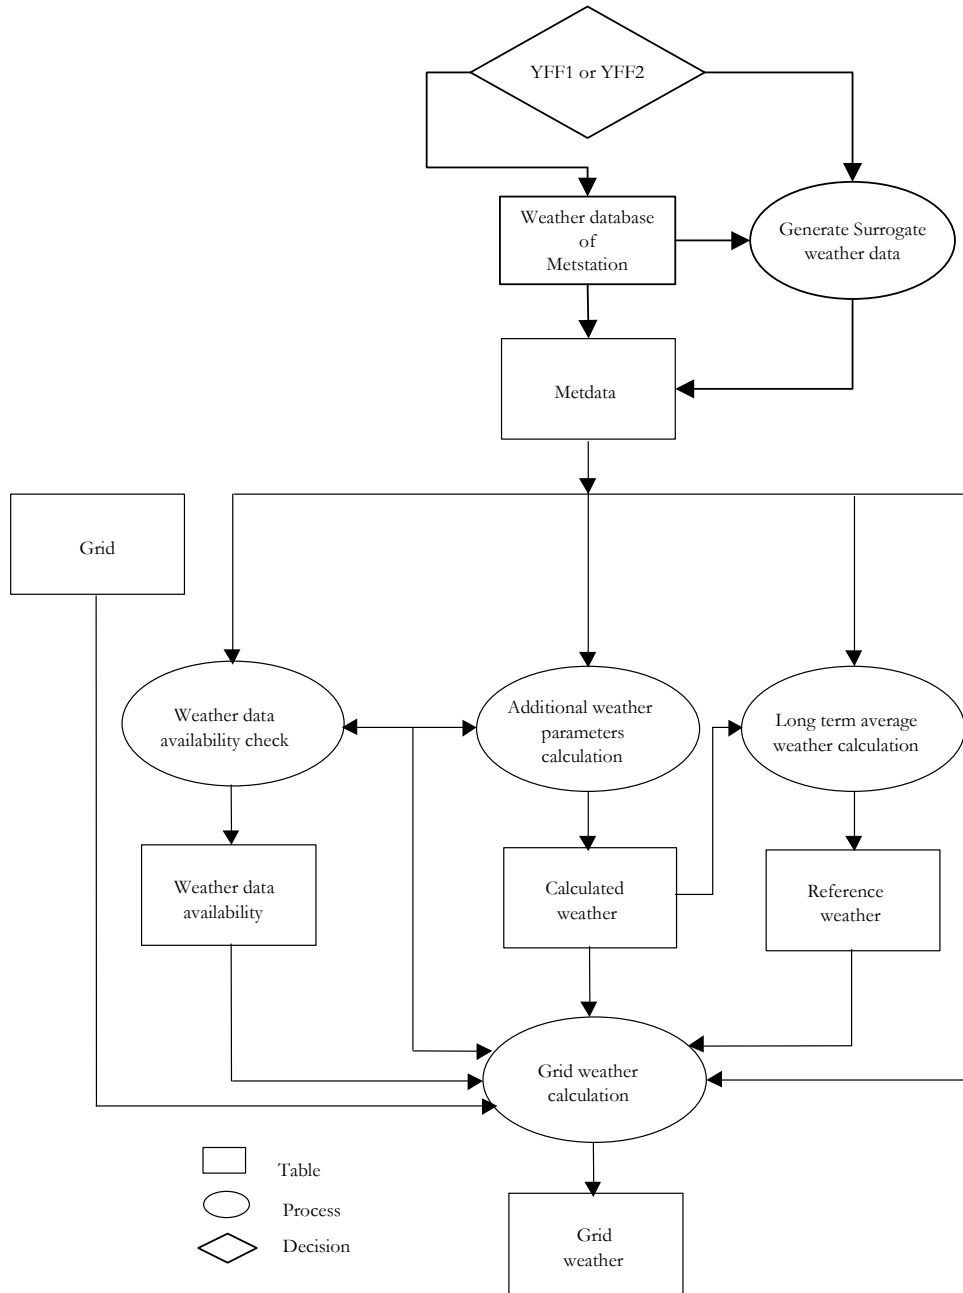 YFF1 or YFF2
Weather database
of
Metstation
Generate Surrogate
weather data
Metdata
Grid
Weather data
availability check
Additional weather
parameters
calculation
Long term average
weather calculation
Weather data
availability
Calculated
weather
Reference
weather
Grid weather
calculation
Table
Process
Decision
Grid
weather